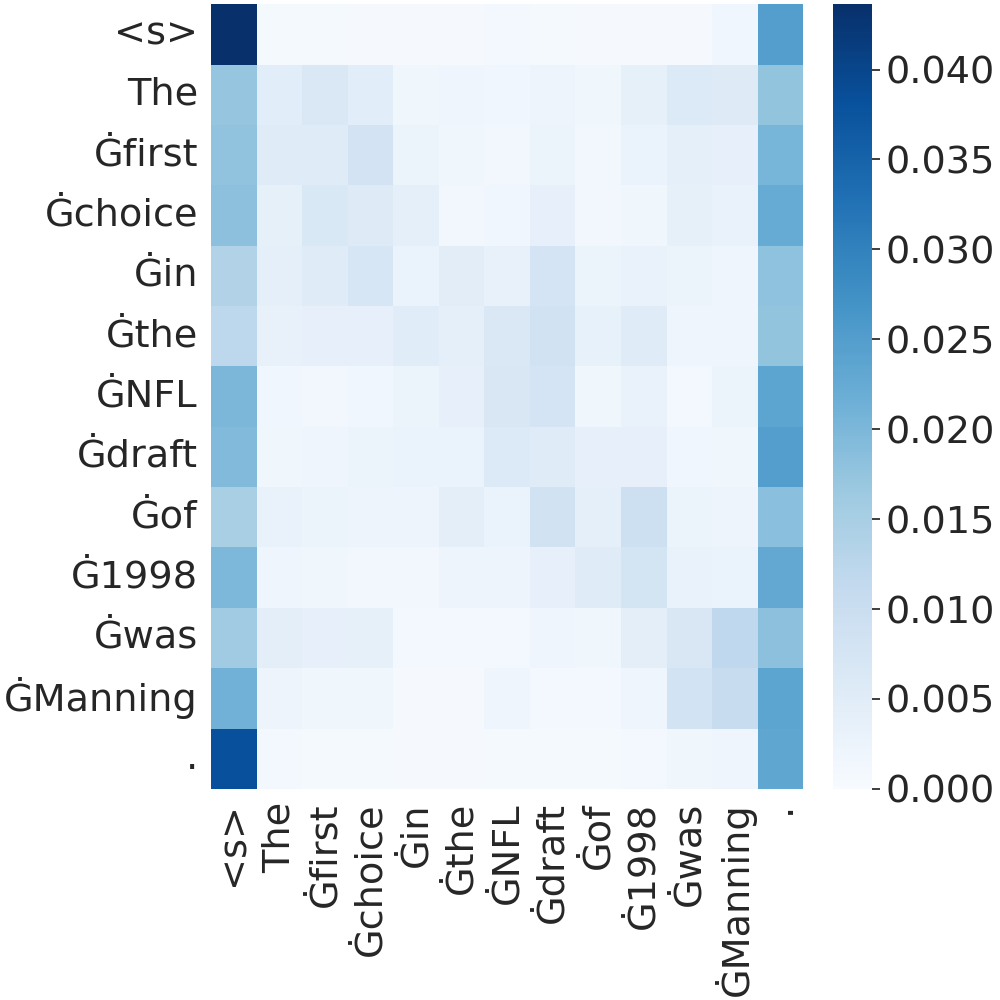 <s>
The
Ġfirst
Ġchoice
Ġin
Ġthe
ĠNFL
Ġdraft
Ġof
Ġ1998
Ġwas
ĠManning
.
<s>
The
Ġfirst
Ġchoice
Ġin
Ġthe
ĠNFL
Ġdraft
Ġof
Ġ1998
Ġwas
ĠManning
.
0.040
0.035
0.030
0.025
0.020
0.015
0.010
0.005
0.000